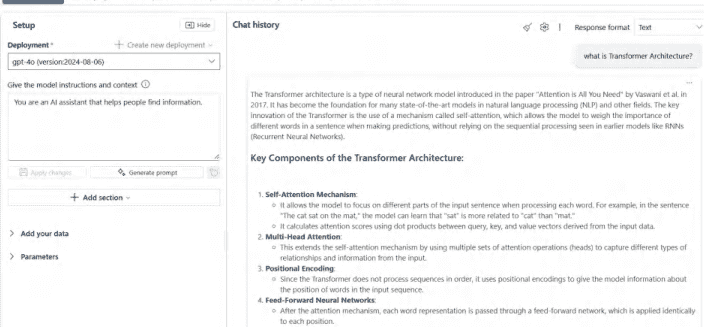 Setup
Hide
Deployment *
Create new deployment
gpt-4o (version:2024-08-06)
Give the model instructions and context
You are an AI assistant that helps people find information.
Apply changes
Generate prompt
Add section
Add your data
Parameters
Chat history
Response format
Text
what is Transformer Architecture?
The Transformer architecture is a type of neural network model introduced in the paper "Attention is All You Need" by Vaswani et al. in
2017. It has become the foundation for many state-of-the-art models in natural language processing (NLP) and other fields. The key
innovation of the Transformer is the use of a mechanism called self-attention, which allows the model to weigh the importance of
different words in a sentence when making predictions, without relying on the sequential processing seen in earlier models like RNNs
(Recurrent Neural Networks).
Key Components of the Transformer Architecture:
1. Self-Attention Mechanism:
It allows the model to focus on different parts of the input sentence when processing each word. For example, in the sentence
"The cat sat on the mat," the model can learn that "sat" is more related to "cat" than "mat."
It calculates attention scores using dot products between query, key, and value vectors derived from the input data.
2. Multi-Head Attention:
This extends the self-attention mechanism by using multiple sets of attention operations (heads) to capture different types of
relationships and information from the input.
3. Positional Encoding:
Since the Transformer does not process sequences in order, it uses positional encodings to give the model information about
the position of words in the input sequence.
4. Feed-Forward Neural Networks:
After the attention mechanism, each word representation is passed through a feed-forward network, which is applied identically
to each position.